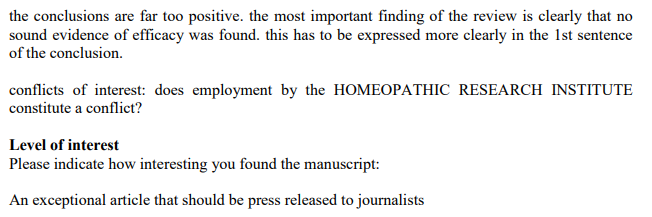 the conclusions are far too positive. the most important finding of the review is clearly that no
sound evidence of efficacy was found. this has to be expressed more clearly in the 1st sentence
of the conclusion.
conflicts of interest: does employment by the HOMEOPATHIC RESEARCH INSTITUTE
constitute a conflict?
Level of interest
Please indicate how interesting you found the manuscript:
An exceptional article that should be press released to journalists